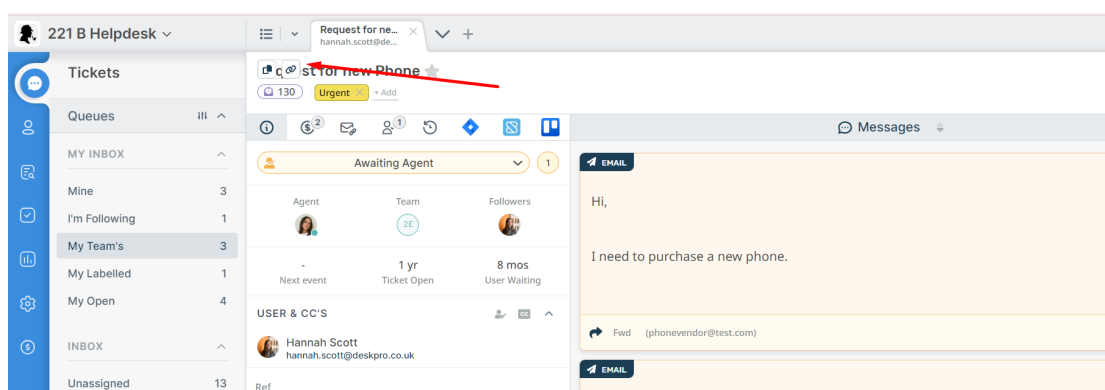 221 B Helpdesk
Request for ne...
hannah.scott@de...
Tickets
quest for new Phone
130
Urgent
+ Add
Queues
2
1
Messages
MY INBOX
Awaiting Agent
1
EMAIL
Mine 3
Agent
Team
Followers
Hi,
I'm Following 1
2E
My Team's 3
I need to purchase a new phone.
My Labelled 1
-
1 yr
8 mos
Next event
Ticket Open
User Waiting
My Open 4
USER & CC'S
CC
Fwd (phonevendor@test.com)
INBOX
Hannah Scott
hannah.scott@deskpro.co.uk
EMAIL
Unassigned 13
Ref